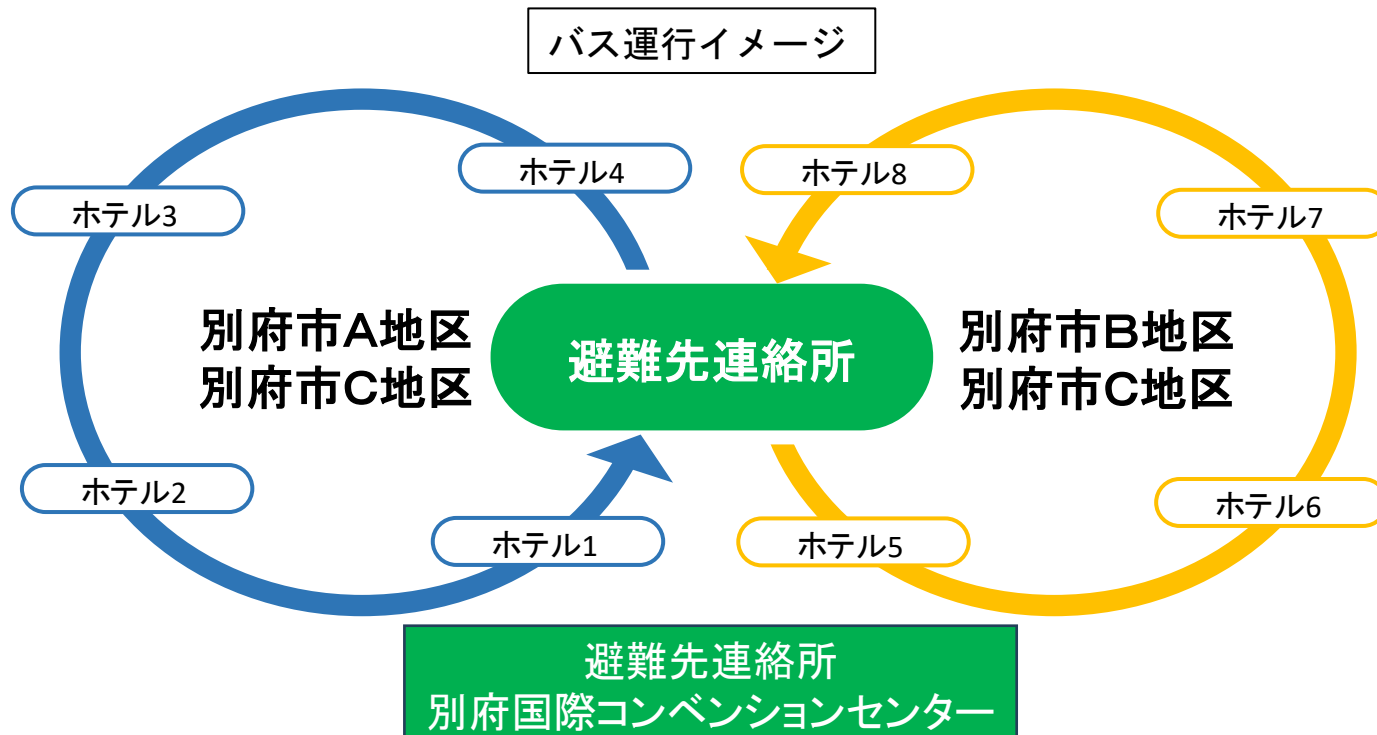 バス運行イメージ
ホテル4
ホテル8
ホテル3
ホテル7
別府市A地区
別府市C地区
避難先連絡所
別府市B地区
別府市C地区
ホテル2
ホテル6
ホテル1
ホテル5
避難先連絡所
別府国際コンベンションセンター